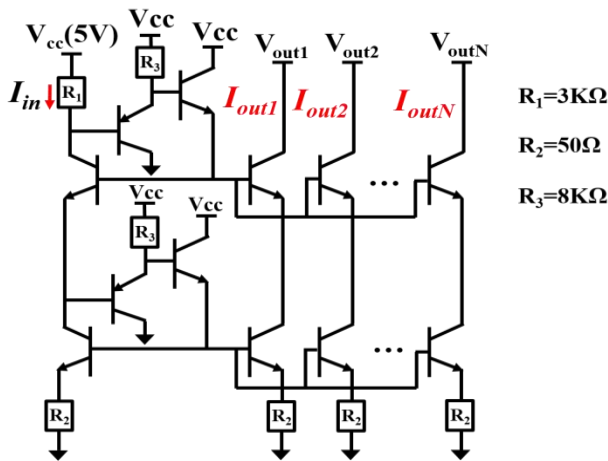 Vcc
Vcc
Vcc(5V)
R3
Vout1
Vout2
VoutN
R1
Iin
Iout1
Iout2
IoutN
R1=3KΩ
R2=50Ω
R3=8KΩ
...
Vcc
Vcc
R3
...
R2
R2
R2
R2